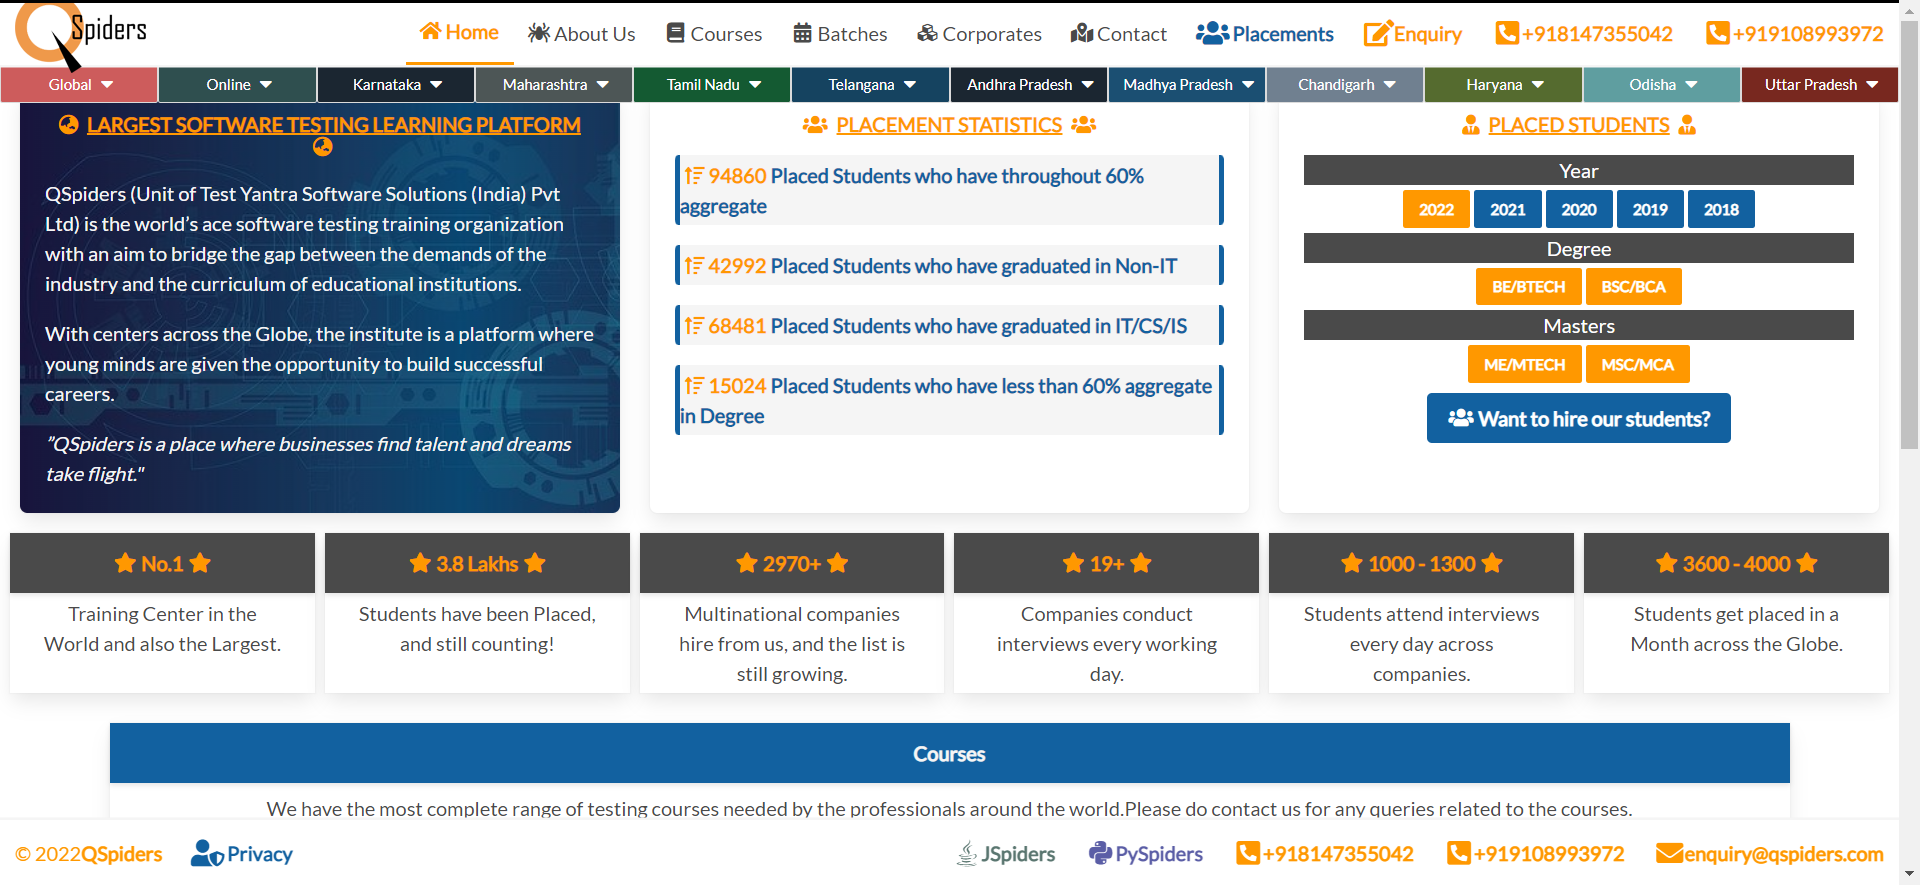 QSpiders
Home
About Us
Courses
Batches
Corporates
Contact
Placements
Enquiry
+918147355042
+919108993972
Global
Online
Karnataka
Maharashtra
Tamil Nadu
Telangana
Andhra Pradesh
Madhya Pradesh
Chandigarh
Haryana
Odisha
Uttar Pradesh
LARGEST SOFTWARE TESTING LEARNING PLATFORM
QSpiders (Unit of Test Yantra Software Solutions (India) Pvt
Ltd) is the world’s ace software testing training organization
with an aim to bridge the gap between the demands of the
industry and the curriculum of educational institutions.
With centers across the Globe, the institute is a platform where
young minds are given the opportunity to build successful
careers.
”QSpiders is a place where businesses find talent and dreams
take flight."
PLACEMENT STATISTICS
94860 Placed Students who have throughout 60%
aggregate
42992 Placed Students who have graduated in Non-IT
68481 Placed Students who have graduated in IT/CS/IS
15024 Placed Students who have less than 60% aggregate
in Degree
PLACED STUDENTS
Year
2022
2021
2020
2019
2018
Degree
BE/BTECH
BSC/BCA
Masters
ME/MTECH
MSC/MCA
Want to hire our students?
No.1
Training Center in the
World and also the Largest.
3.8 Lakhs
Students have been Placed,
and still counting!
2970+
Multinational companies
hire from us, and the list is
still growing.
19+
Companies conduct
interviews every working
day.
1000 - 1300
Students attend interviews
every day across
companies.
3600 - 4000
Students get placed in a
Month across the Globe.
Courses
We have the most complete range of testing courses needed by the professionals around the world.Please do contact us for any queries related to the courses.
© 2022QSpiders
Privacy
JSpiders
PySpiders
+918147355042
+919108993972
enquiry@qspiders.com